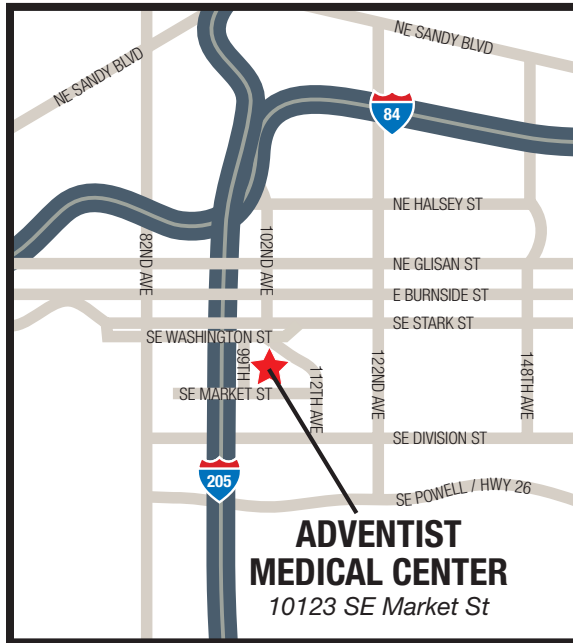 NE SANDY BLVD
NE SANDY BLVD
84
NE HALSEY ST
82ND AVE
102ND AVE
NE GLISAN ST
E BURNSIDE ST
SE STARK ST
SE WASHINGTON ST
99TH
112TH AVE
122ND AVE
148TH AVE
SE MARKET ST
SE DIVISION ST
205
SE POWELL / HWY 26
ADVENTIST
MEDICAL CENTER
10123 SE Market St